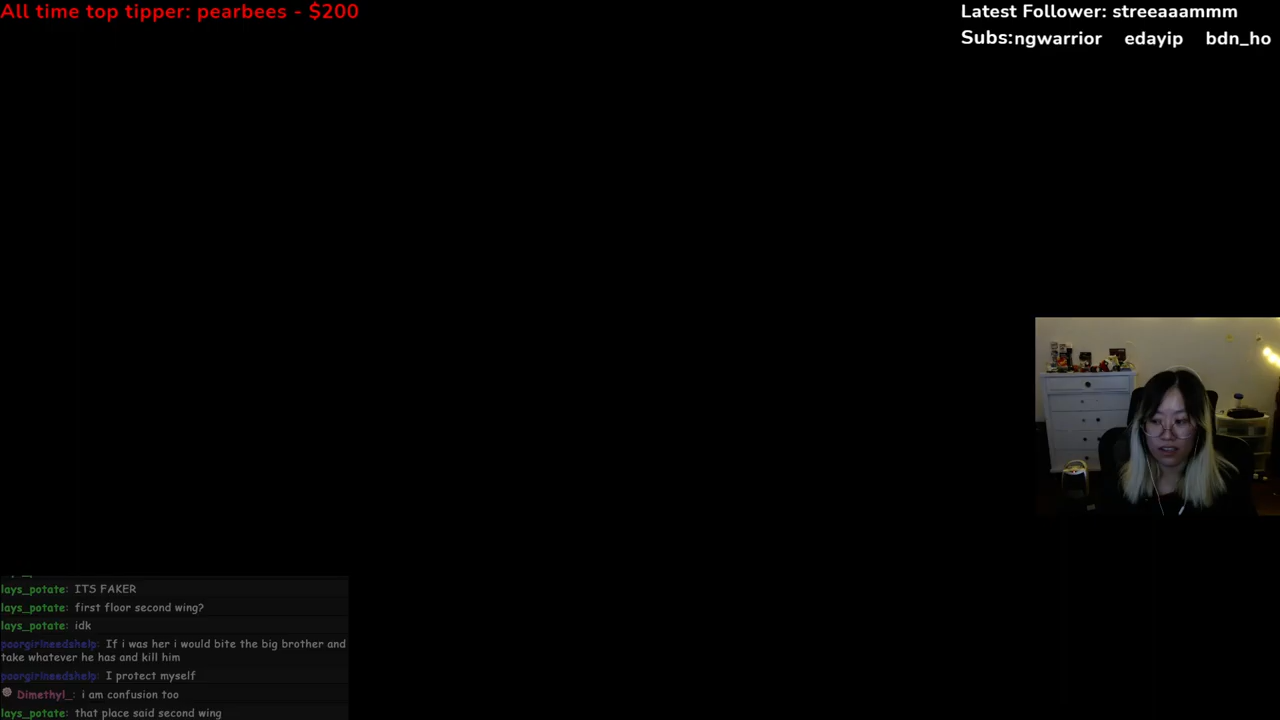 All time top tipper: pearbees - $200
Latest Follower: streeaaammm
Subs:ngwarrior edayip bdn_ho
lays_potate: ITS FAKER
lays_potate: first floor second wing?
lays_potate: idk
poorgirlneedshelp: If i was her i would bite the big brother and
take whatever he has and kill him
poorgirlneedshelp: I protect myself
Dimethyl_: i am confusion too
lays_potate: that place said second wing